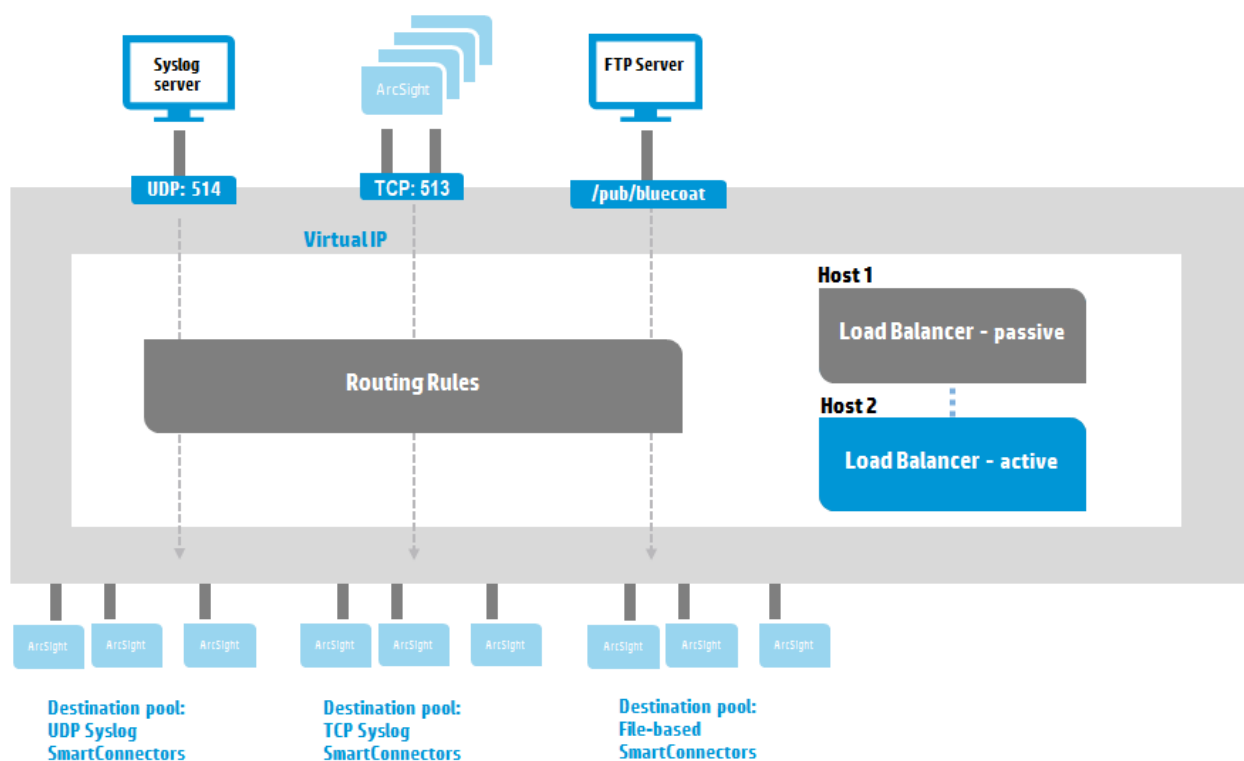 Syslog
server
ArcSight
FTP Server
UDP: 514
TCP: 513
/pub/bluecoat
Virtual IP
Host 1
Load Balancer - passive
Routing Rules
Host 2
Load Balancer - active
ArcSight
ArcSight
ArcSight
ArcSight
ArcSight
ArcSight
ArcSight
ArcSight
ArcSight
Destination pool:
UDP Syslog
SmartConnectors
Destination pool:
TCP Syslog
SmartConnectors
Destination pool:
File-based
SmartConnectors